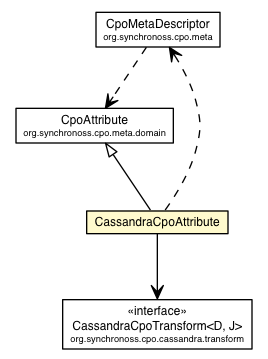 CpoMetaDescriptor
org.synchronoss.cpo.meta
CpoAttribute
org.synchronoss.cpo.meta.domain
CassandraCpoAttribute
«interface»
CassandraCpoTransform<D, J>
org.synchronoss.cpo.cassandra.transform